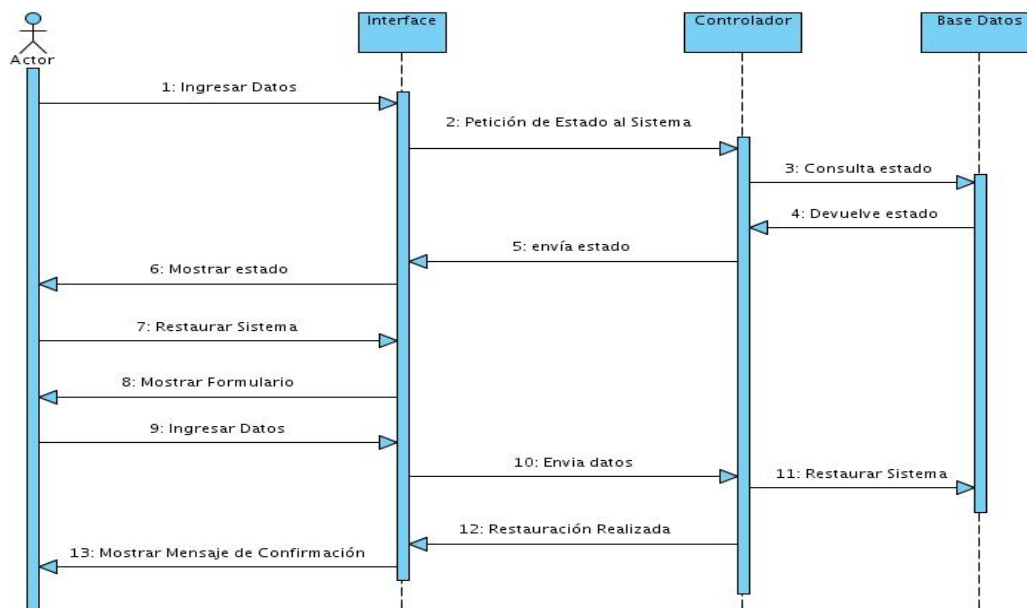 Interface
Controlador
Base Datos
Actor
1: Ingresar Datos
2: Petición de Estado al Sistema
3: Consulta estado
4: Devuelve estado
5: envía estado
6: Mostrar estado
7: Restaurar Sistema
8: Mostrar Formulario
9: Ingresar Datos
10: Envia datos
11: Restaurar Sistema
12: Restauración Realizada
13: Mostrar Mensaje de Confirmación